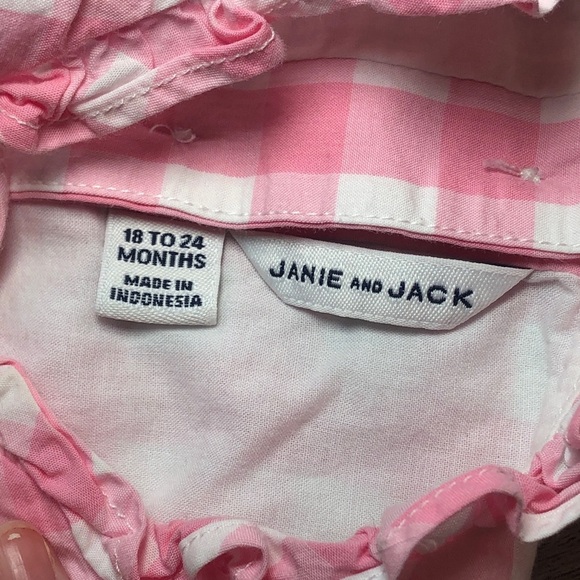 18 TO 24
MONTHS
MADE IN
INDONESIA
JANIE AND JACK